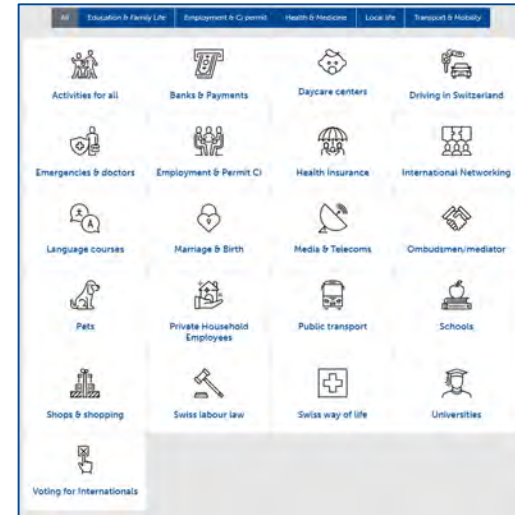 All Education & Family Life Employment & Ci permit Health & Medicine Local life Transport & Mobility
Activities for all Banks & Payments Daycare centers Driving in Switzerland
Emergencies & doctors Employment & Permit Ci Health Insurance International Networking
Language courses Marriage & Birth Media & Telecoms Ombudsmen/mediator
Pets Private Household Public transport Schools
Employees
Shops & shopping Swiss labour law Swiss way of life Universities
Voting for Internationals